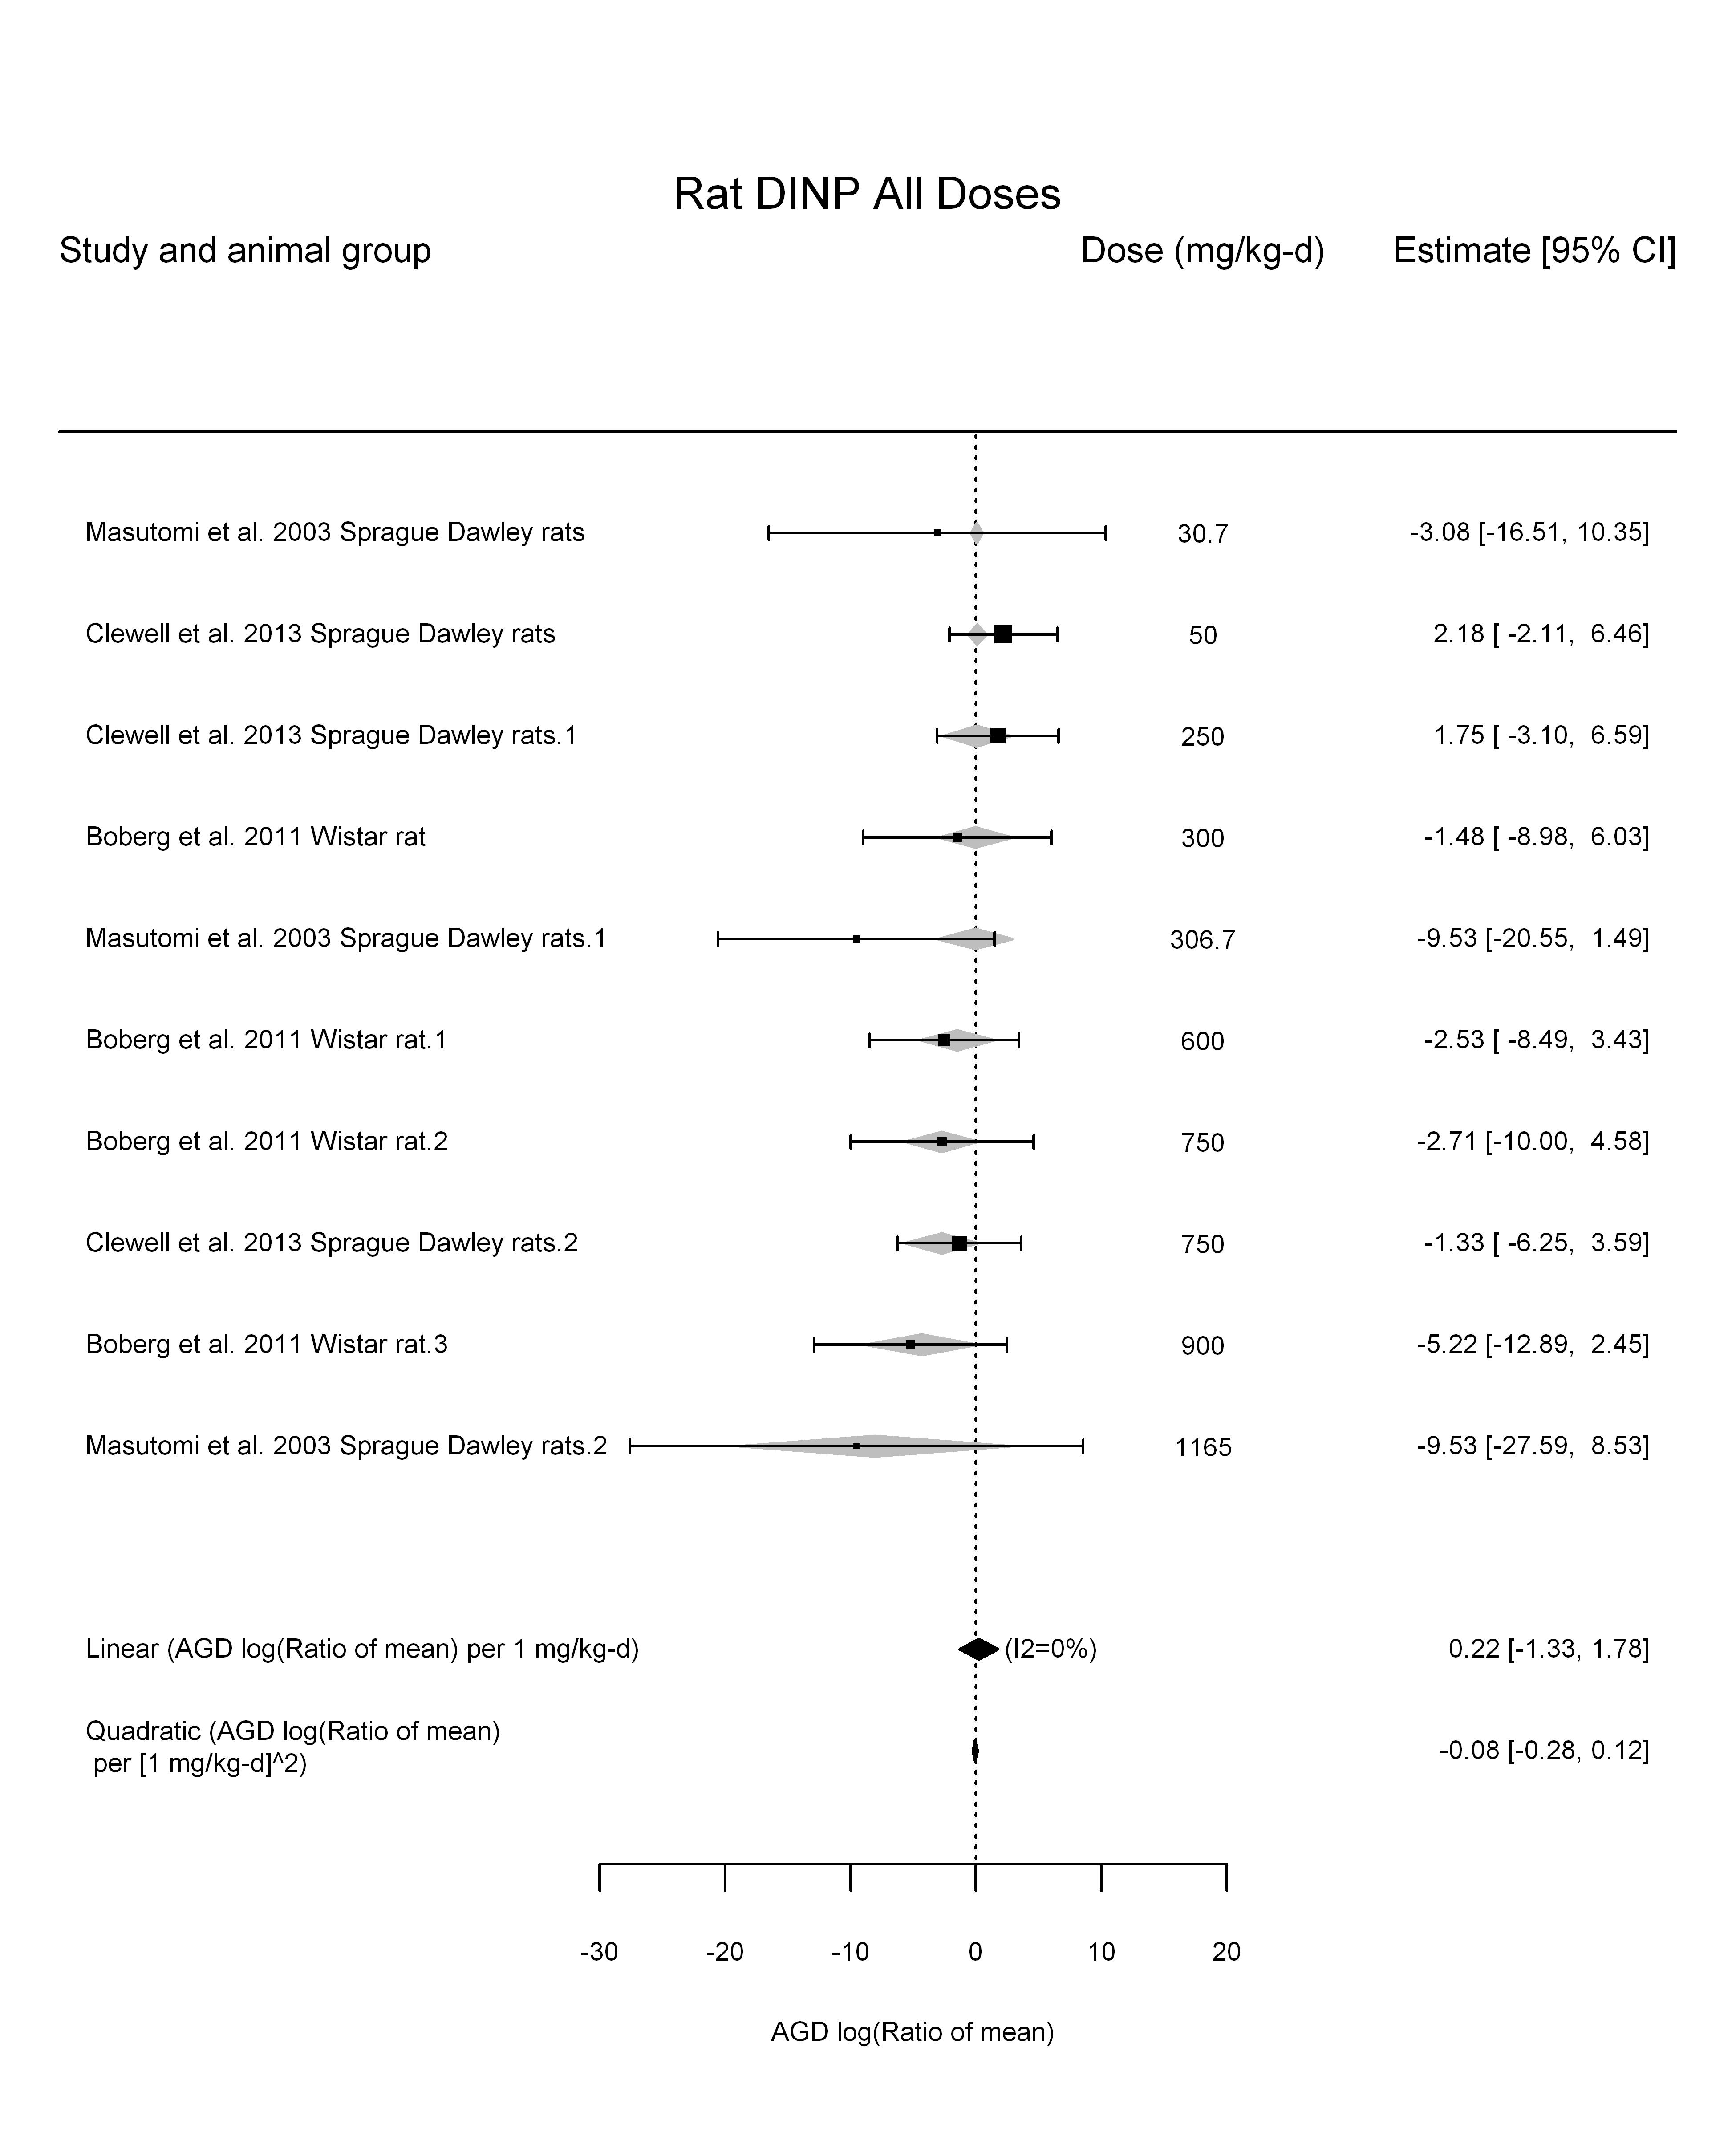 Rat DINP All Doses
Study and animal group Dose (mg/kg-d) Estimate [95% CI]
Masutomi et al. 2003 Sprague Dawley rats 30.7 -3.08 [-16.51, 10.35]
Clewell et al. 2013 Sprague Dawley rats 50 2.18 [ -2.11, 6.46]
Clewell et al. 2013 Sprague Dawley rats.1 250 1.75 [ -3.10, 6.59]
Boberg et al. 2011 Wistar rat 300 -1.48 [ -8.98, 6.03]
Masutomi et al. 2003 Sprague Dawley rats.1 306.7 -9.53 [-20.55, 1.49]
Boberg et al. 2011 Wistar rat.1 600 -2.53 [ -8.49, 3.43]
Boberg et al. 2011 Wistar rat.2 750 -2.71 [-10.00, 4.58]
Clewell et al. 2013 Sprague Dawley rats.2 750 -1.33 [ -6.25, 3.59]
Boberg et al. 2011 Wistar rat.3 900 -5.22 [-12.89, 2.45]
Masutomi et al. 2003 Sprague Dawley rats.2 1165 -9.53 [-27.59, 8.53]
Linear (AGD log(Ratio of mean) per 1 mg/kg-d) (I2=0%) 0.22 [-1.33, 1.78]
Quadratic (AGD log(Ratio of mean)
per [1 mg/kg-d]^2) -0.08 [-0.28, 0.12]
-30 -20 -10 0 10 20
AGD log(Ratio of mean)